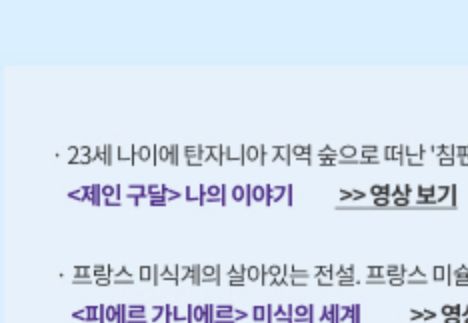 · 23세 나이에 탄자니아 지역 숲으로 떠난 '침
<제인 구달> 나의 이야기 >> 영상 보기
· 프랑스 미식계의 살아있는 전설. 프랑스 미슐
<피에르 가니에르> 미식의 세계 >> 영상